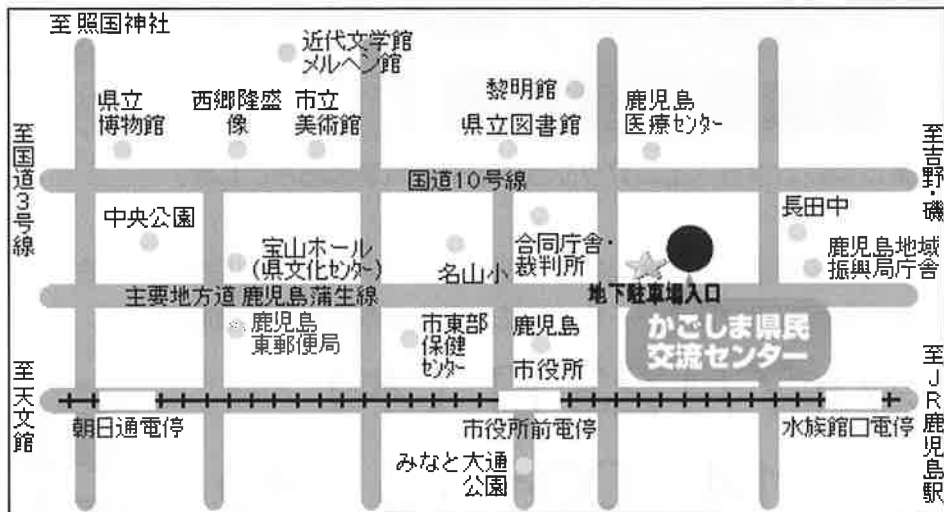 至 照国神社
近代文学館
メルヘン館
県立
博物館
西郷隆盛
像
市立
美術館
黎明館
県立図書館
鹿児島
医療センター
至国道3号線
至吉野・磯
国道10号線
中央公園
宝山ホール
(県文化センター)
名山小
合同庁舎・
裁判所
長田中
鹿児島地域
振興局庁舎
主要地方道 鹿児島蒲生線
地下駐車場入口
かごしま県民
交流センター
鹿児島
東郵便局
市東部
保健
センター
鹿児島
市役所
至天文館
至JR鹿児島駅
朝日通電停
市役所前電停
水族館口電停
みなと大通
公園